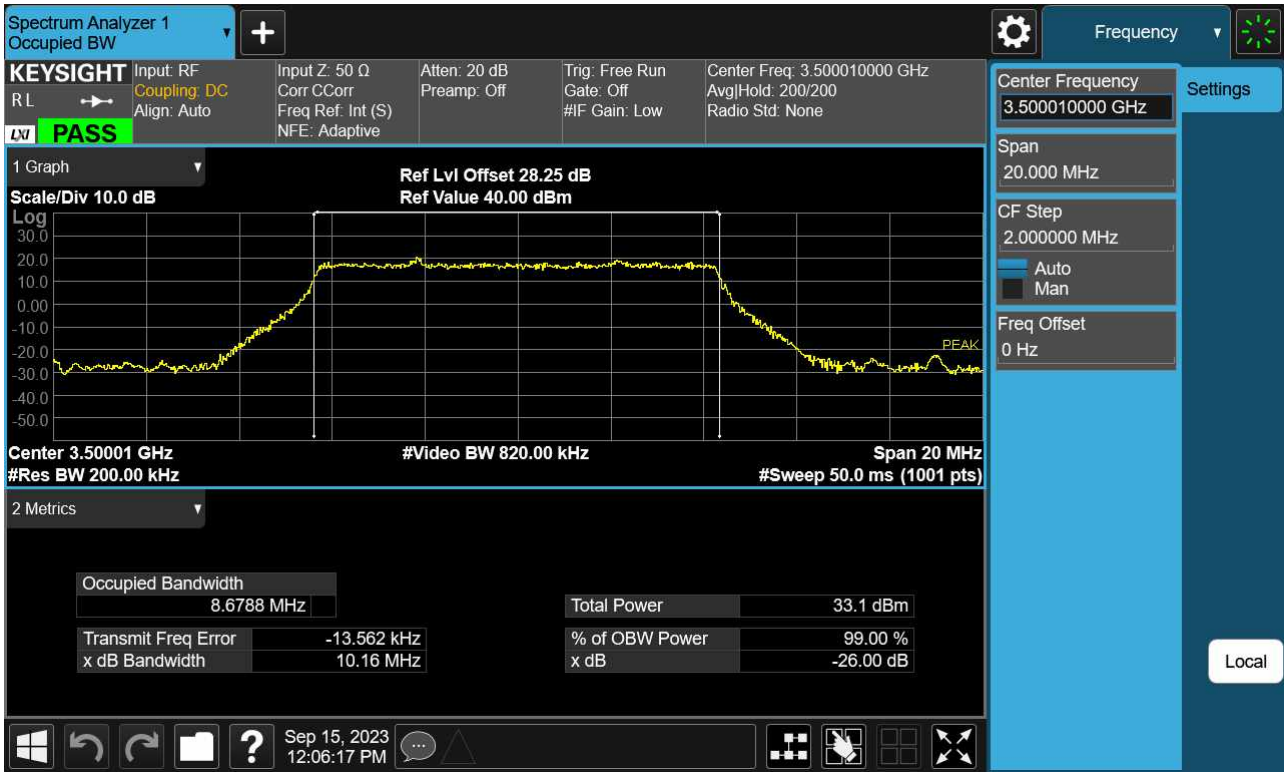 Spectrum Analyzer 1
Occupied BW
Frequency
KEYSIGHT
R L
LXI
PASS
Input: RF
Coupling: DC
Align: Auto
Input Z: 50 Ω
Corr CCorr
Freq Ref: Int (S)
NFE: Adaptive
Atten: 20 dB
Preamp: Off
Trig: Free Run
Gate: Off
#IF Gain: Low
Center Freq: 3.500010000 GHz
Avg|Hold: 200/200
Radio Std: None
Center Frequency
3.500010000 GHz
Settings
Span
20.000 MHz
CF Step
2.000000 MHz
Auto
Man
Freq Offset
0 Hz
Local
1 Graph
Ref Lvl Offset 28.25 dB
Scale/Div 10.0 dB
Ref Value 40.00 dBm
Log
30.0
20.0
10.0
0.00
-10.0
-20.0
-30.0
-40.0
-50.0
PEAK
Center 3.50001 GHz
#Video BW 820.00 kHz
Span 20 MHz
#Res BW 200.00 kHz
#Sweep 50.0 ms (1001 pts)
2 Metrics
Occupied Bandwidth
8.6788 MHz
Total Power 33.1 dBm
Transmit Freq Error -13.562 kHz
% of OBW Power 99.00 %
x dB Bandwidth 10.16 MHz
x dB -26.00 dB
?
Sep 15, 2023
12:06:17 PM